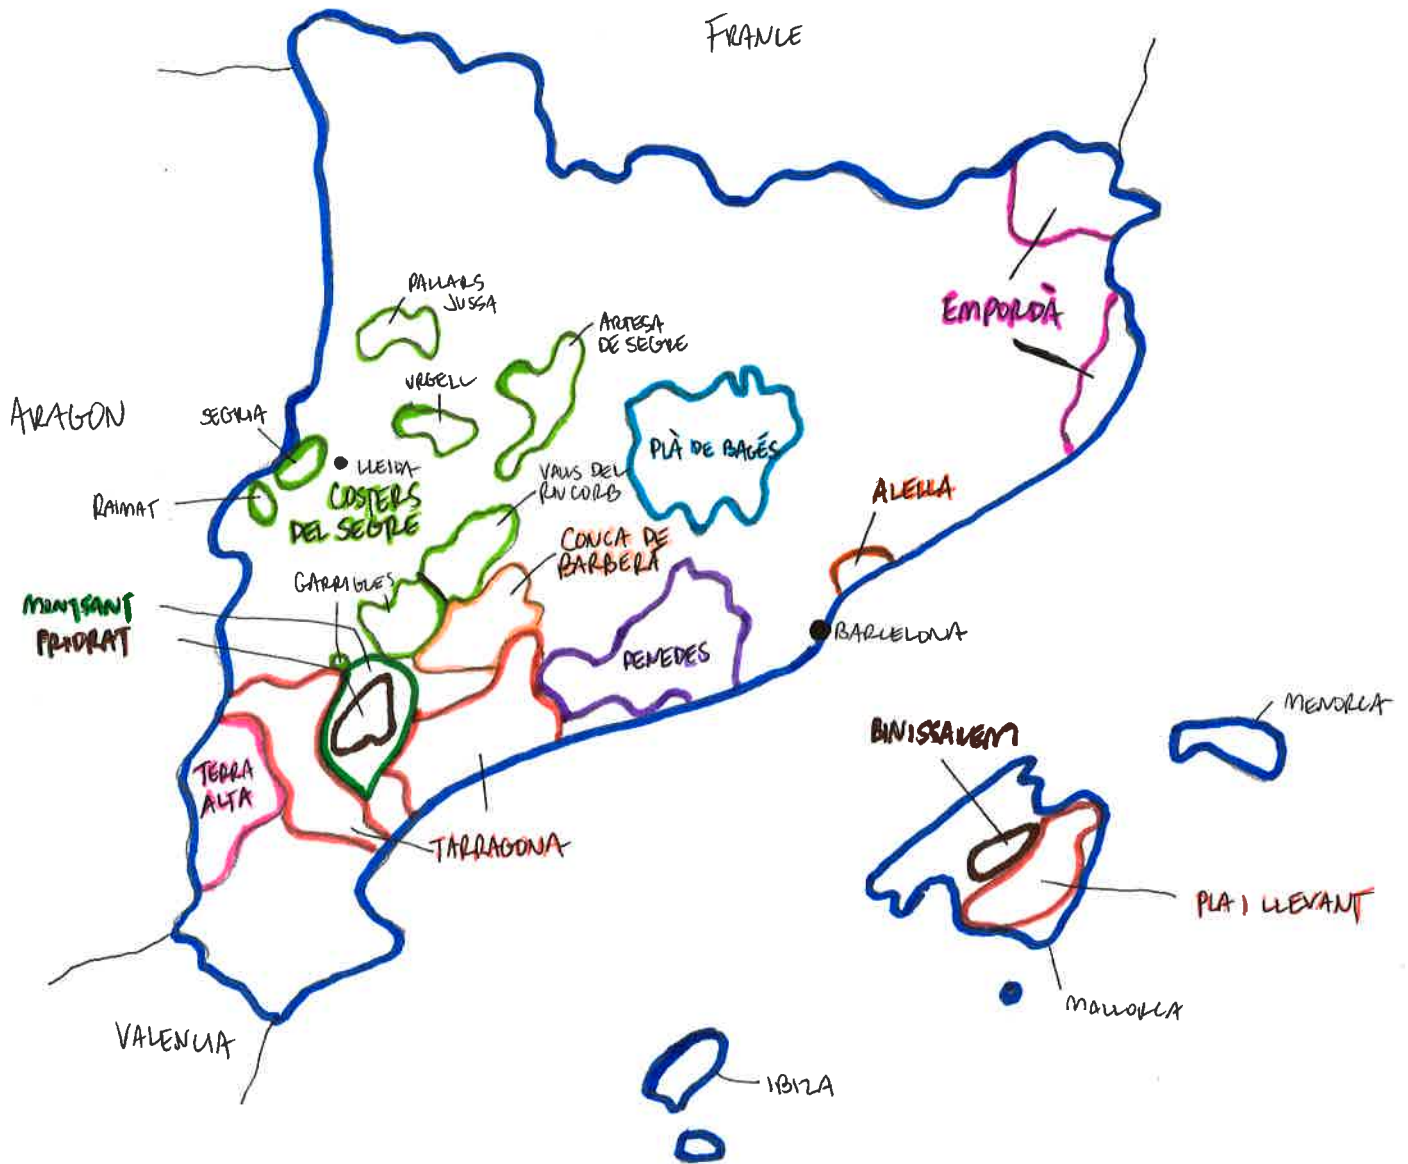 FRANCE
PALLARS
JUSSA
ARTESA
DE SEGRE
EMPORDÀ
URGELL
ARAGON
SEGRIA
PLÀ DE BAGÉS
LLEIDA
VALLS DEL
RIU CORB
RAIMAT
COSTERS
DEL SEGRE
ALELLA
CONCA DE
BARBERA
GARRIGUES
MONTSANT
PRIORAT
BARCELONA
PENEDES
MENORCA
BINISSALEM
TERRA
ALTA
TARRAGONA
PLA I LLEVANT
MALLORCA
VALENCIA
IBIZA